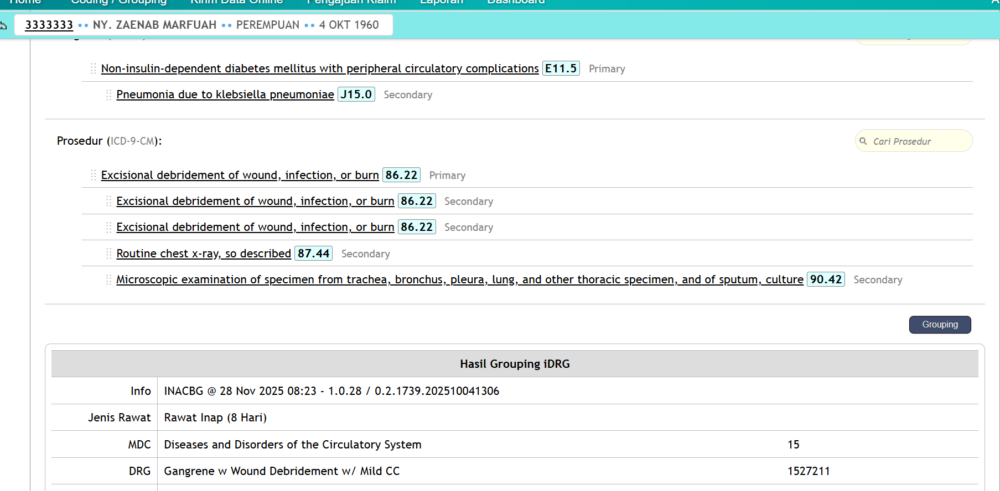 Home Coding / Grouping Kirim Data Online Pengajuan Klaim Laporan Dashboard
3333333 •• NY. ZAENAB MARFUAH •• PEREMPUAN •• 4 OKT 1960
Non-insulin-dependent diabetes mellitus with peripheral circulatory complications E11.5 Primary
Pneumonia due to klebsiella pneumoniae J15.0 Secondary
Prosedur (ICD-9-CM): Cari Prosedur
Excisional debridement of wound, infection, or burn 86.22 Primary
Excisional debridement of wound, infection, or burn 86.22 Secondary
Excisional debridement of wound, infection, or burn 86.22 Secondary
Routine chest x-ray, so described 87.44 Secondary
Microscopic examination of specimen from trachea, bronchus, pleura, lung, and other thoracic specimen, and of sputum, culture 90.42 Secondary
Grouping
Hasil Grouping iDRG
Info INACBG @ 28 Nov 2025 08:23 - 1.0.28 / 0.2.1739.202510041306
Jenis Rawat Rawat Inap (8 Hari)
MDC Diseases and Disorders of the Circulatory System 15
DRG Gangrene w Wound Debridement w/ Mild CC 1527211